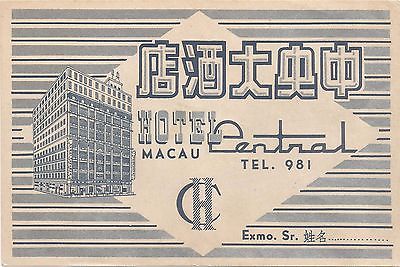 中央大酒店
HOTEL Central
MACAU
TEL. 981
CH
Exmo. Sr. 姓名..............